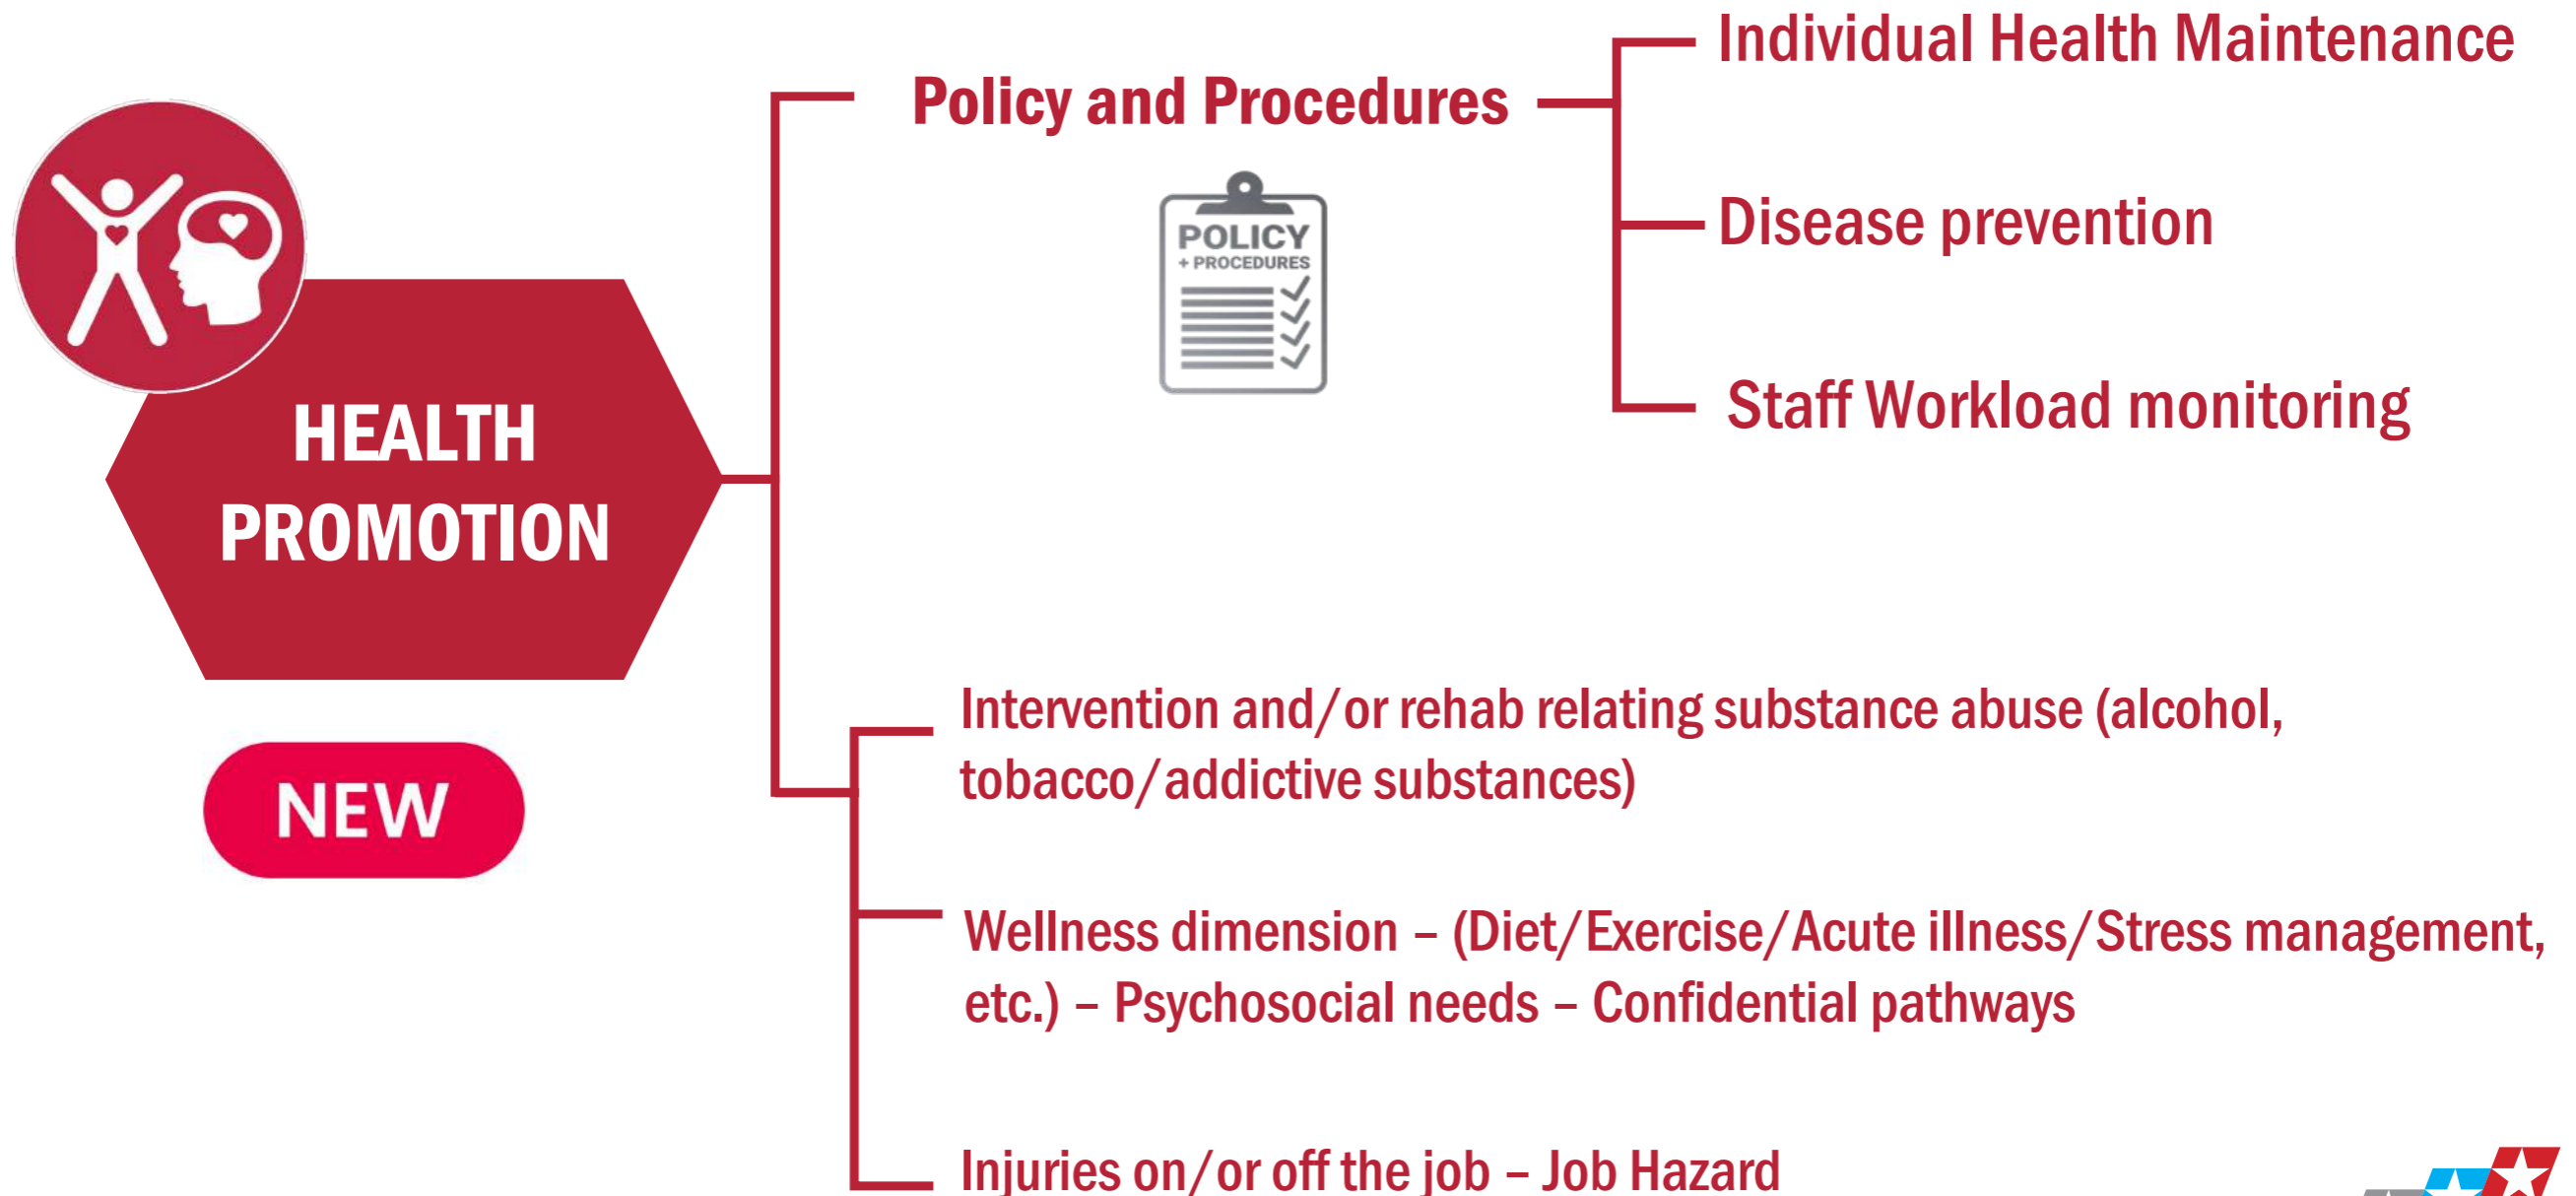 Individual Health Maintenance
Policy and Procedures
POLICY
+ PROCEDURES
Disease prevention
Staff Workload monitoring
HEALTH
PROMOTION
NEW
Intervention and/or rehab relating substance abuse (alcohol,
tobacco/addictive substances)
Wellness dimension – (Diet/Exercise/Acute illness/Stress management,
etc.) – Psychosocial needs – Confidential pathways
Injuries on/or off the job – Job Hazard